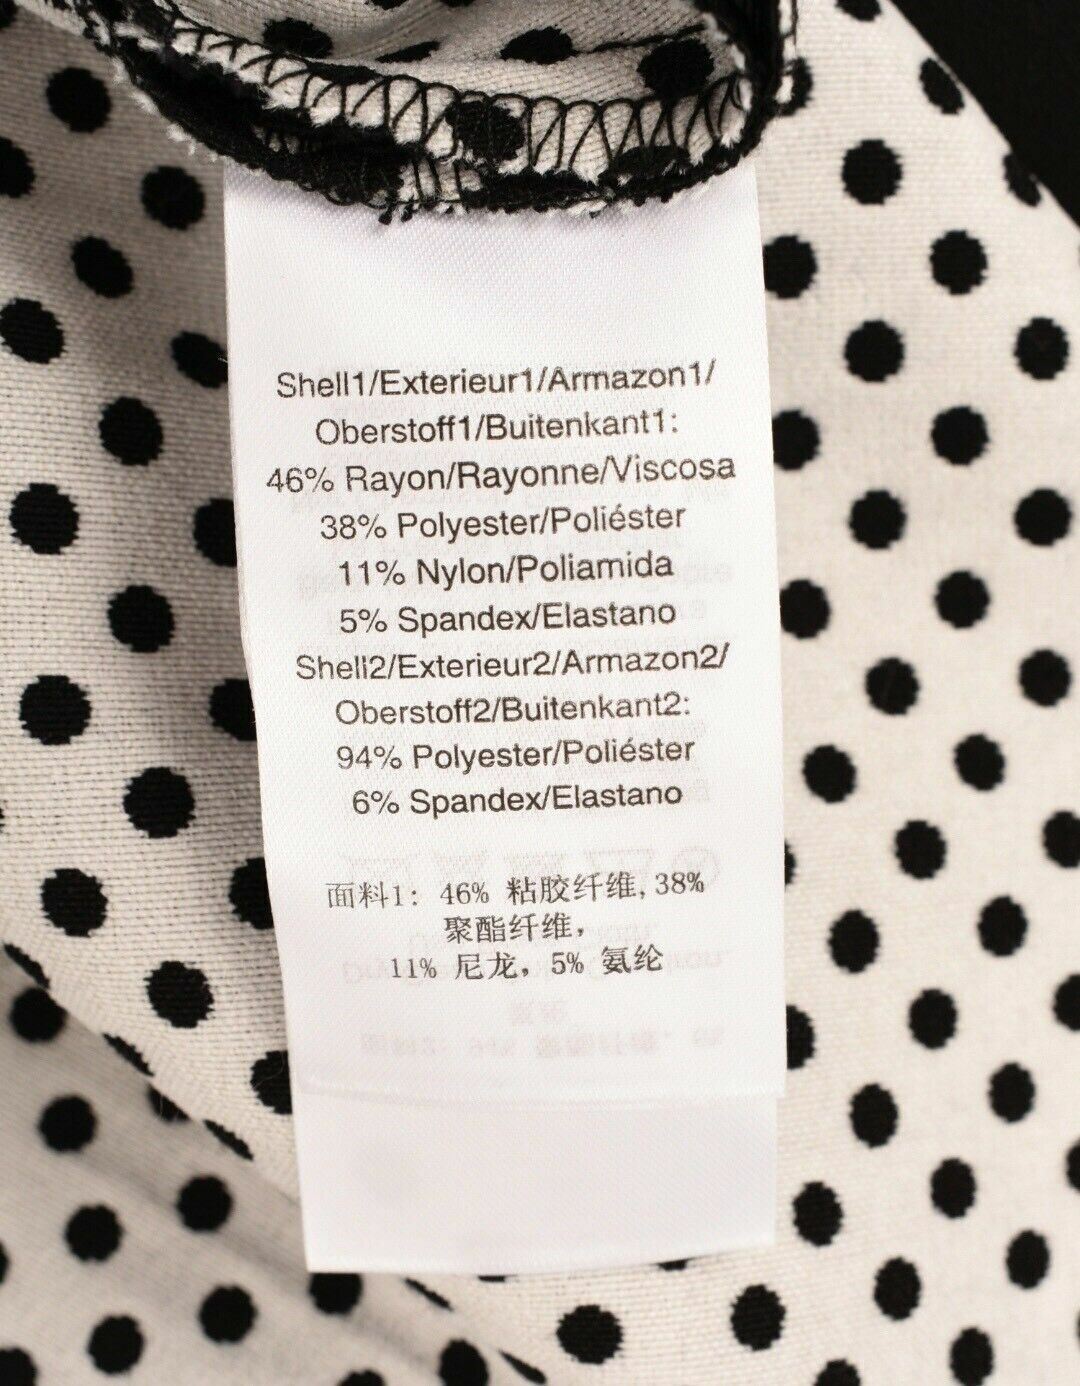 Shell1/Exterieur1/Armazon1/
Oberstoff1/Buitenkant1:
46% Rayon/Rayonne/Viscosa
38% Polyester/Poliéster
11% Nylon/Poliamida
5% Spandex/Elastano
Shell2/Exterieur2/Armazon2/
Oberstoff2/Buitenkant2:
94% Polyester/Poliéster
6% Spandex/Elastano
面料1: 46% 粘胶纤维, 38%
聚酯纤维，
11% 尼龙，5% 氨纶